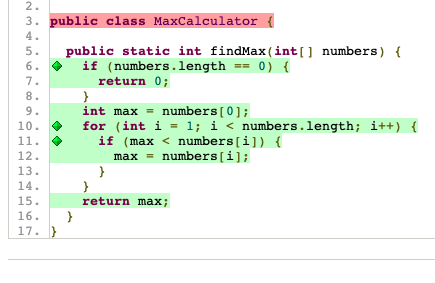 2.
3. public class MaxCalculator {
4.
5.   public static int findMax(int[] numbers) {
6.     if (numbers.length == 0) {
7.       return 0;
8.     }
9.     int max = numbers[0];
10.     for (int i = 1; i < numbers.length; i++) {
11.       if (max < numbers[i]) {
12.         max = numbers[i];
13.       }
14.     }
15.     return max;
16.   }
17. }